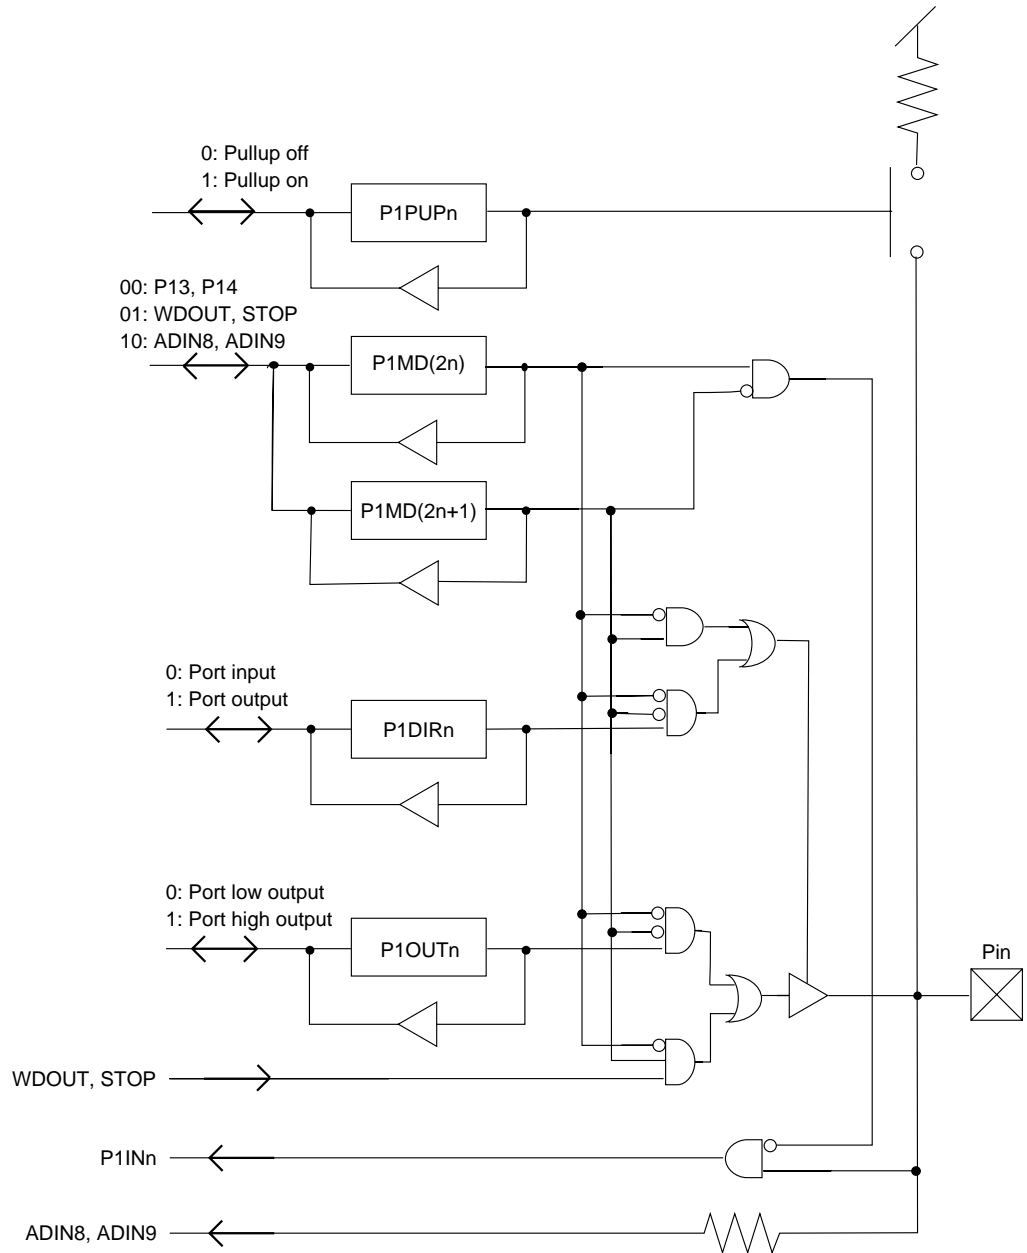 0: Pullup off
1: Pullup on
P1PUPn
00: P13, P14
01: WDOUT, STOP
10: ADIN8, ADIN9
P1MD(2n)
P1MD(2n+1)
0: Port input
1: Port output
P1DIRn
0: Port low output
1: Port high output
P1OUTn
Pin
WDOUT, STOP
P1INn
ADIN8, ADIN9